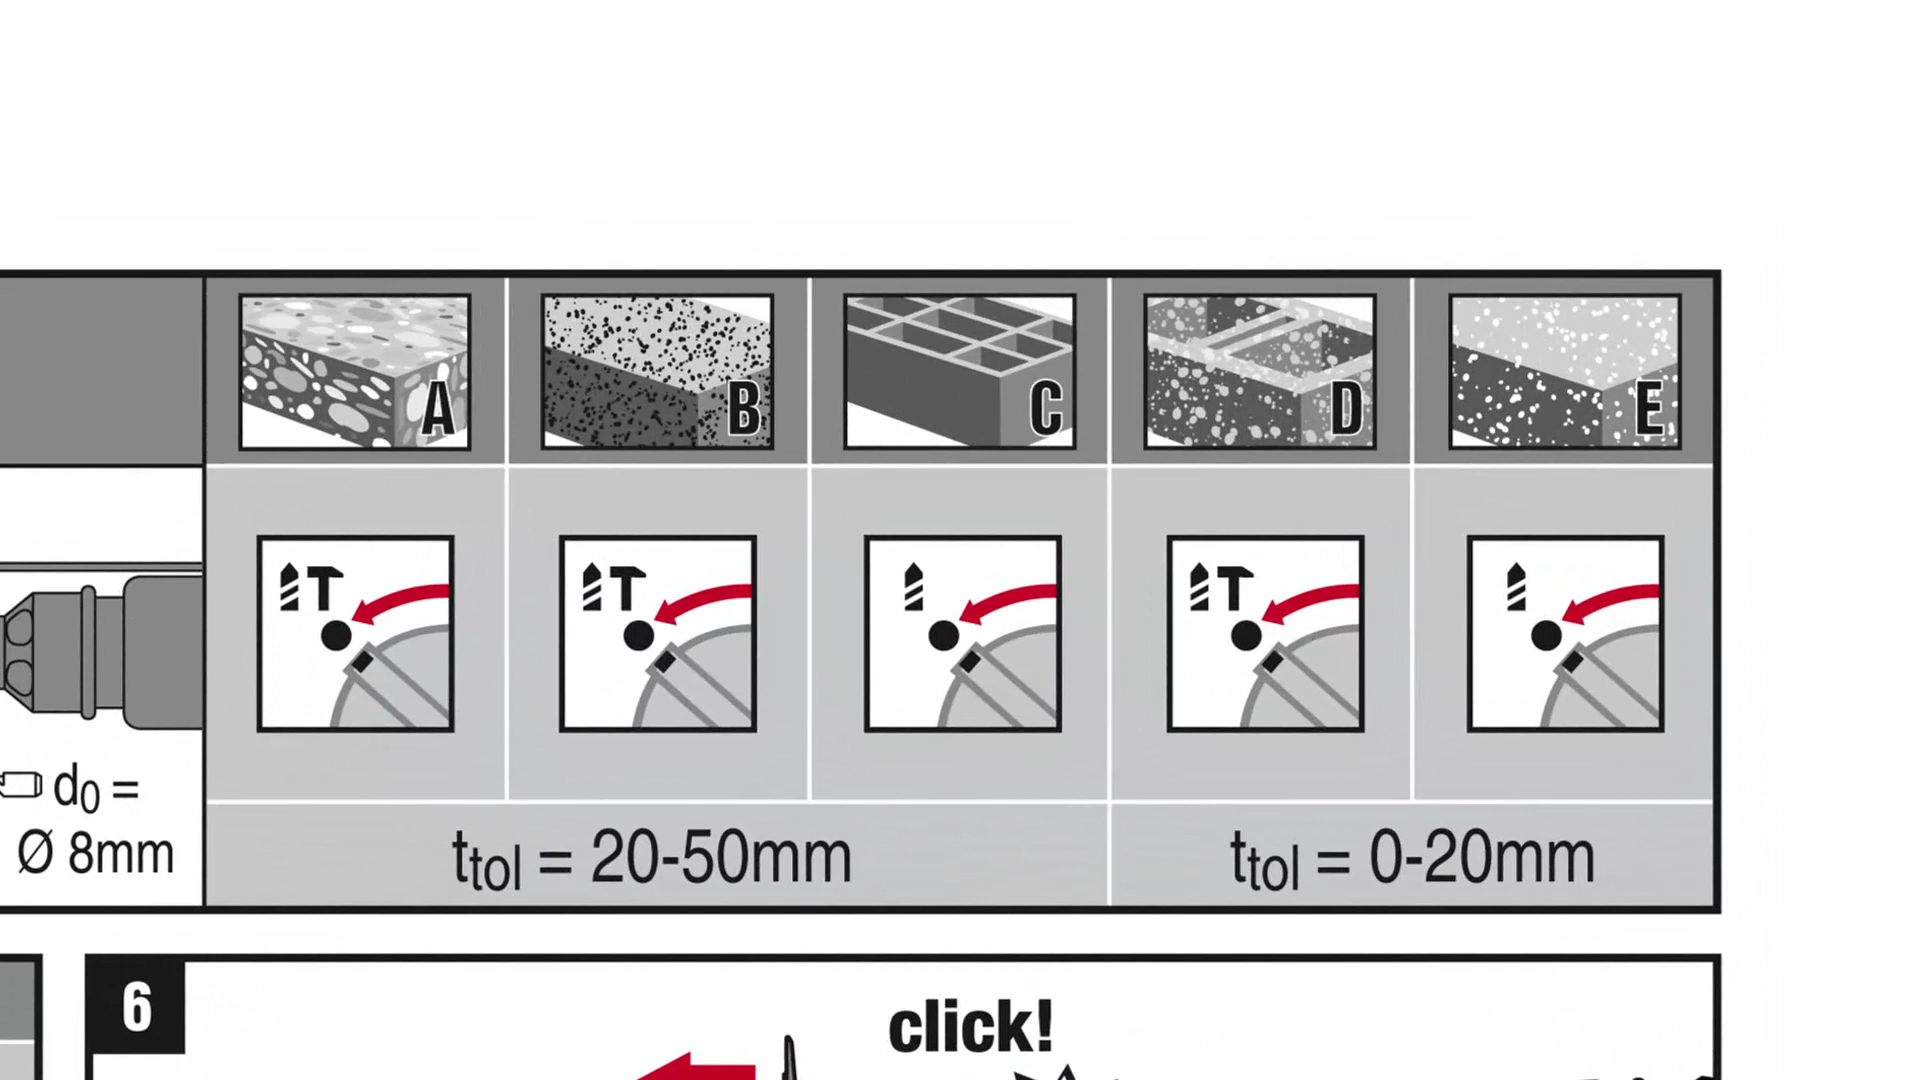 A
B
C
D
E
T
T
T
d0 =
Ø 8mm
ttol = 20-50mm
ttol = 0-20mm
6
click!